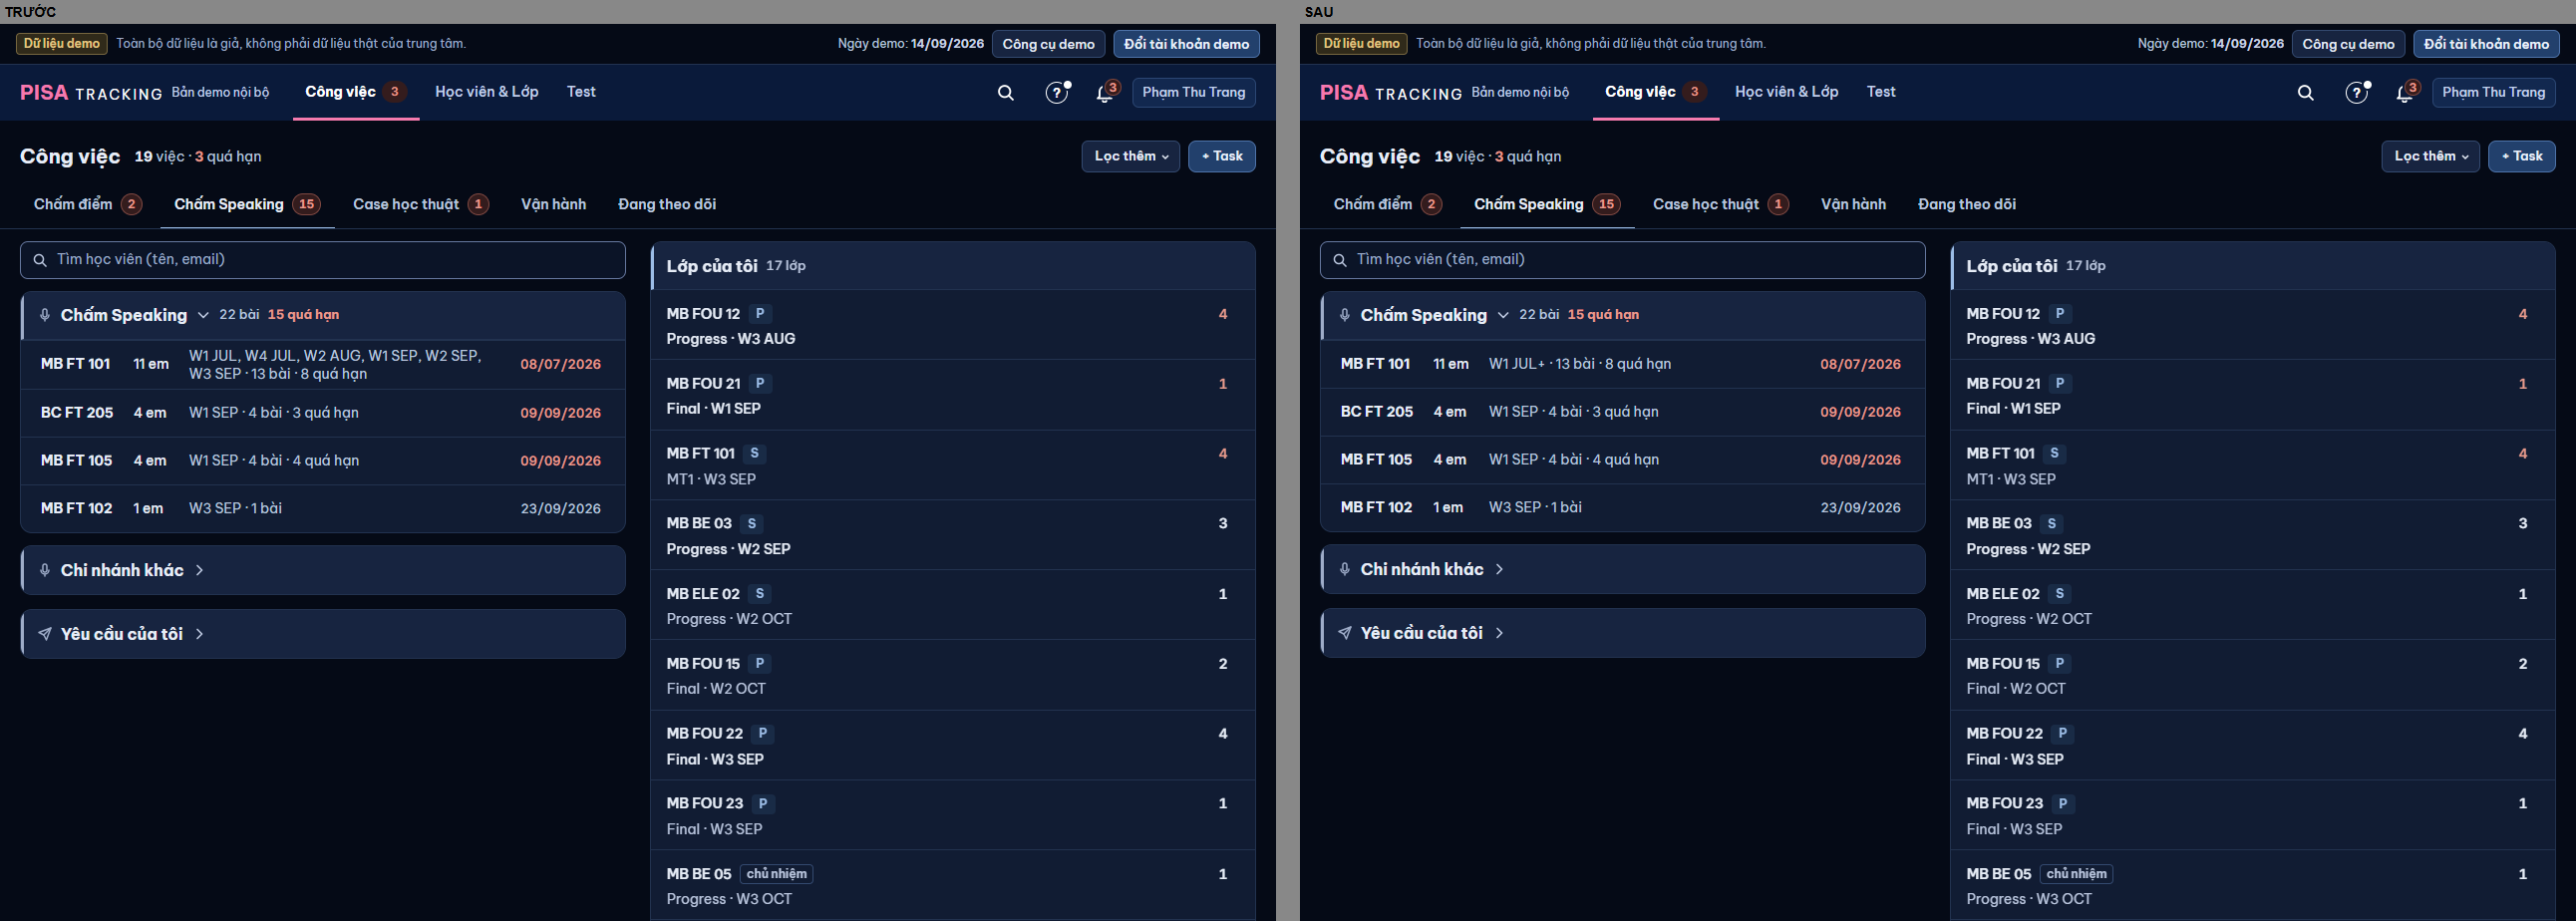 TRƯỚC
Dữ liệu demo Toàn bộ dữ liệu là giả, không phải dữ liệu thật của trung tâm. Ngày demo: 14/09/2026 Công cụ demo Đổi tài khoản demo
PISA TRACKING Bản demo nội bộ Công việc 3 Học viên & Lớp Test ? 3 Phạm Thu Trang
Công việc 19 việc · 3 quá hạn Lọc thêm + Task
Chấm điểm 2 Chấm Speaking 15 Case học thuật 1 Vận hành Đang theo dõi
Tìm học viên (tên, email)
Chấm Speaking 22 bài 15 quá hạn
MB FT 101 11 em W1 JUL, W4 JUL, W2 AUG, W1 SEP, W2 SEP,
W3 SEP · 13 bài · 8 quá hạn 08/07/2026
BC FT 205 4 em W1 SEP · 4 bài · 3 quá hạn 09/09/2026
MB FT 105 4 em W1 SEP · 4 bài · 4 quá hạn 09/09/2026
MB FT 102 1 em W3 SEP · 1 bài 23/09/2026
Chi nhánh khác
Yêu cầu của tôi
Lớp của tôi 17 lớp
MB FOU 12 P 4
Progress · W3 AUG
MB FOU 21 P 1
Final · W1 SEP
MB FT 101 S 4
MT1 · W3 SEP
MB BE 03 S 3
Progress · W2 SEP
MB ELE 02 S 1
Progress · W2 OCT
MB FOU 15 P 2
Final · W2 OCT
MB FOU 22 P 4
Final · W3 SEP
MB FOU 23 P 1
Final · W3 SEP
MB BE 05 chủ nhiệm 1
Progress · W3 OCT
SAU
Dữ liệu demo Toàn bộ dữ liệu là giả, không phải dữ liệu thật của trung tâm. Ngày demo: 14/09/2026 Công cụ demo Đổi tài khoản demo
PISA TRACKING Bản demo nội bộ Công việc 3 Học viên & Lớp Test ? 3 Phạm Thu Trang
Công việc 19 việc · 3 quá hạn Lọc thêm + Task
Chấm điểm 2 Chấm Speaking 15 Case học thuật 1 Vận hành Đang theo dõi
Tìm học viên (tên, email)
Chấm Speaking 22 bài 15 quá hạn
MB FT 101 11 em W1 JUL+ · 13 bài · 8 quá hạn 08/07/2026
BC FT 205 4 em W1 SEP · 4 bài · 3 quá hạn 09/09/2026
MB FT 105 4 em W1 SEP · 4 bài · 4 quá hạn 09/09/2026
MB FT 102 1 em W3 SEP · 1 bài 23/09/2026
Chi nhánh khác
Yêu cầu của tôi
Lớp của tôi 17 lớp
MB FOU 12 P 4
Progress · W3 AUG
MB FOU 21 P 1
Final · W1 SEP
MB FT 101 S 4
MT1 · W3 SEP
MB BE 03 S 3
Progress · W2 SEP
MB ELE 02 S 1
Progress · W2 OCT
MB FOU 15 P 2
Final · W2 OCT
MB FOU 22 P 4
Final · W3 SEP
MB FOU 23 P 1
Final · W3 SEP
MB BE 05 chủ nhiệm 1
Progress · W3 OCT